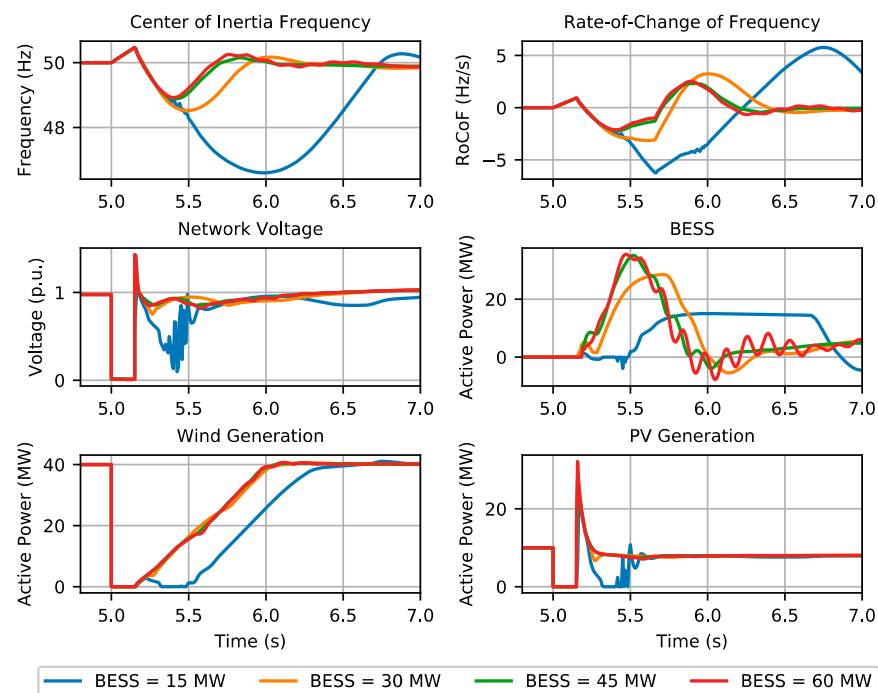 Center of Inertia Frequency
Rate-of-Change of Frequency
Frequency (Hz)
50
48
5.0 5.5 6.0 6.5 7.0
RoCoF (Hz/s)
5
0
−5
5.0 5.5 6.0 6.5 7.0
Network Voltage
BESS
Voltage (p.u.)
1
0
5.0 5.5 6.0 6.5 7.0
Active Power (MW)
20
0
5.0 5.5 6.0 6.5 7.0
Wind Generation
PV Generation
Active Power (MW)
40
20
0
5.0 5.5 6.0 6.5 7.0
Time (s)
Active Power (MW)
20
0
5.0 5.5 6.0 6.5 7.0
Time (s)
BESS = 15 MW BESS = 30 MW BESS = 45 MW BESS = 60 MW